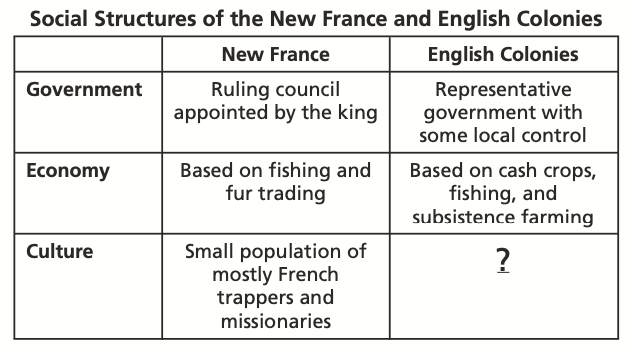 Social Structures of the New France and English Colonies
New France
English Colonies
Government
Ruling council
appointed by the king
Representative
government with
some local control
Economy
Based on fishing and
fur trading
Based on cash crops,
fishing, and
subsistence farming
Culture
Small population of
mostly French
trappers and
missionaries
?